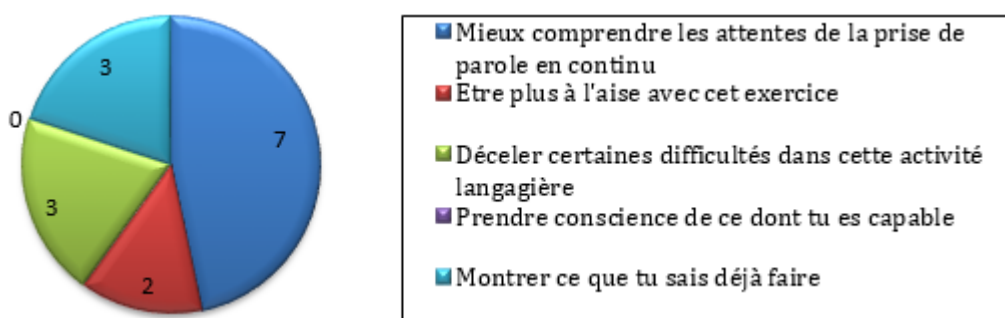 3
7
0
3
2
Mieux comprendre les attentes de la prise de
parole en continu
Etre plus à l'aise avec cet exercice
Déceler certaines difficultés dans cette activité
langagière
Prendre conscience de ce dont tu es capable
Montrer ce que tu sais déjà faire